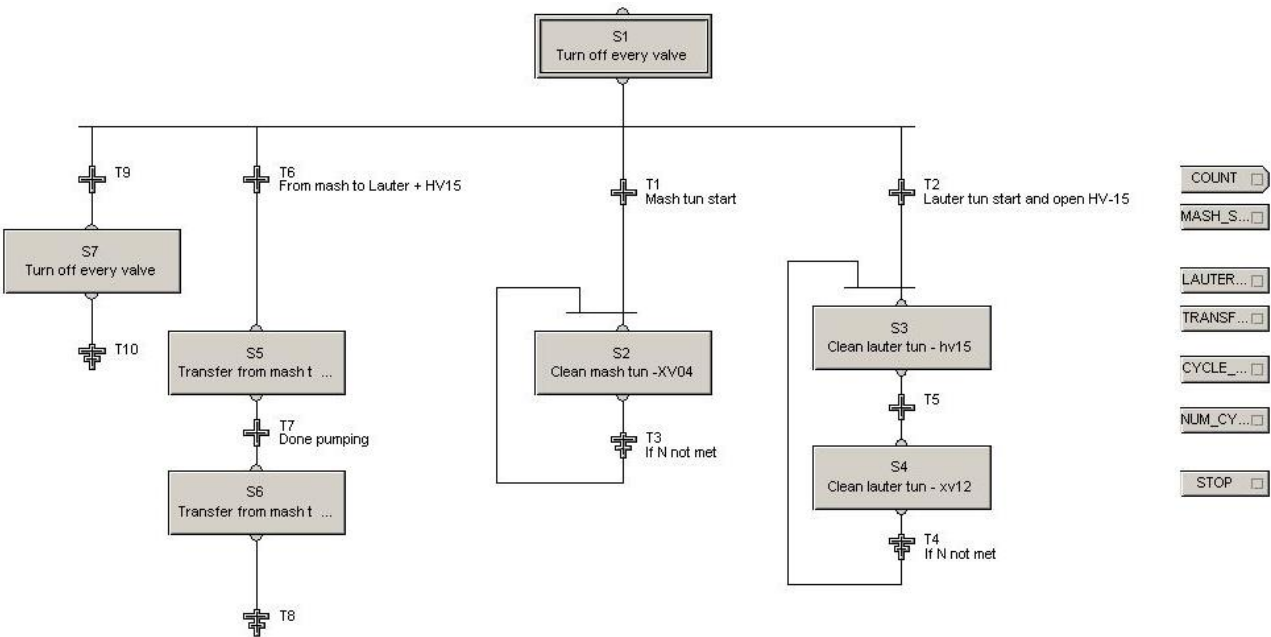 S1
Turn off every valve
T9
T6
From mash to Lauter + HV15
T1
Mash tun start
T2
Lauter tun start and open HV-15
COUNT
MASH_S...
S7
Turn off every valve
LAUTER...
TRANSF...
T10
S5
Transfer from mash t ...
S2
Clean mash tun -XV04
S3
Clean lauter tun - hv15
CYCLE_...
T7
Done pumping
T3
If N not met
T5
NUM_CY...
S6
Transfer from mash t ...
S4
Clean lauter tun - xv12
STOP
T4
If N not met
T8